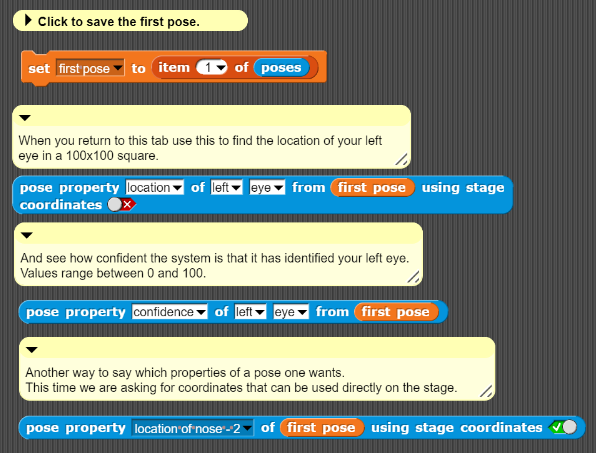 Click to save the first pose.
set first pose to item 1 of poses
When you return to this tab use this to find the location of your left
eye in a 100x100 square.
pose property location of left eye from first pose using stage
coordinates
And see how confident the system is that it has identified your left eye.
Values range between 0 and 100.
pose property confidence of left eye from first pose
Another way to say which properties of a pose one wants.
This time we are asking for coordinates that can be used directly on the stage.
pose property location·of·nose·-·2 of first pose using stage coordinates